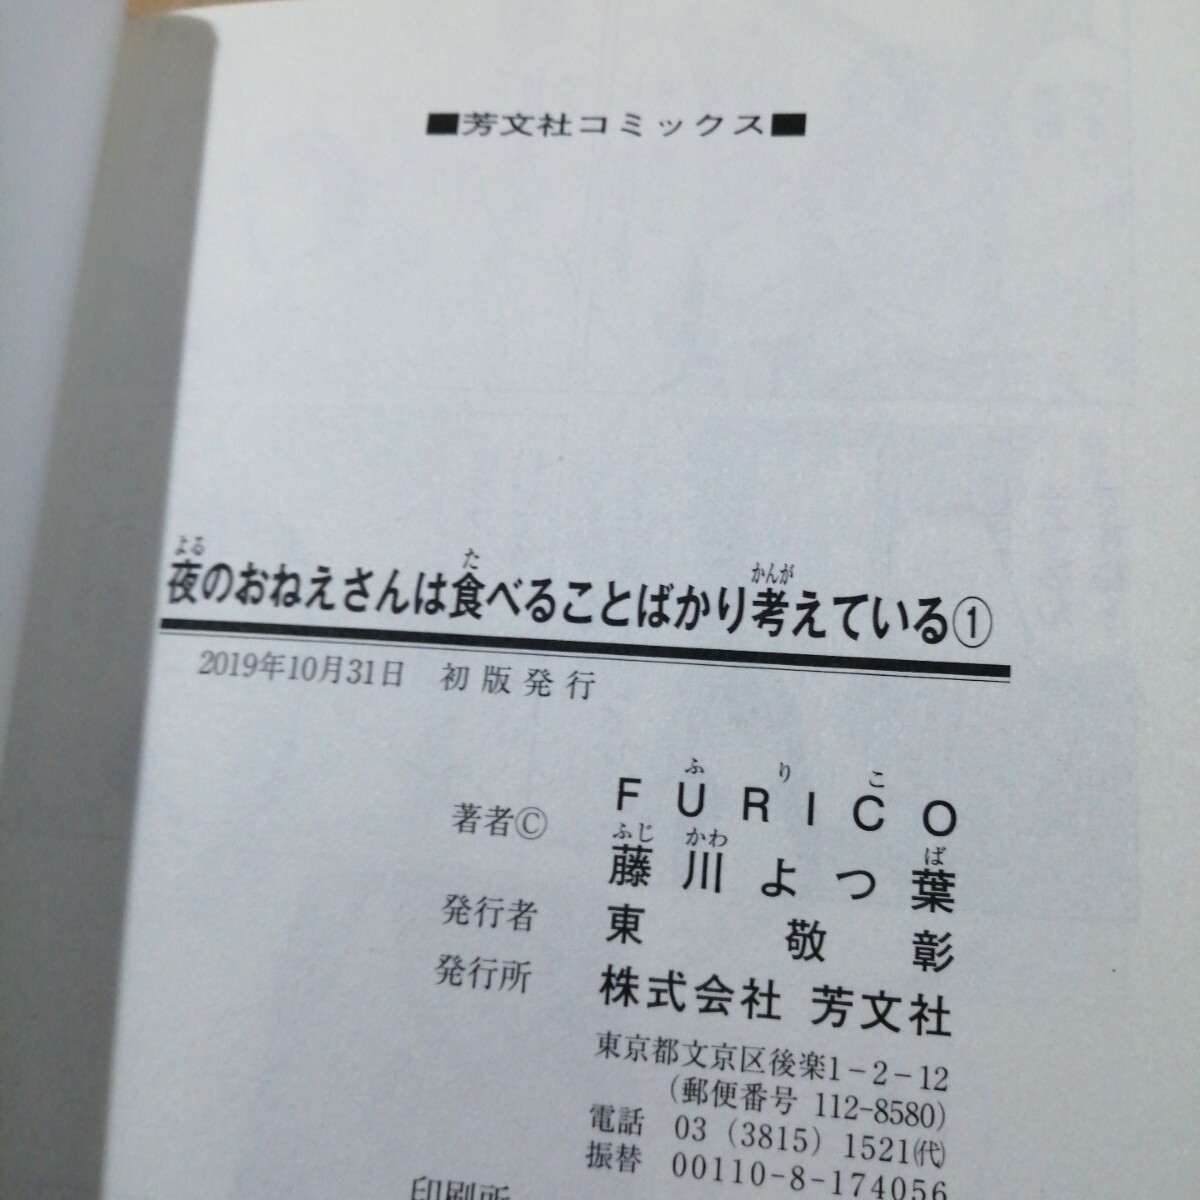 ■芳文社コミックス■
よる た かんが
夜のおねえさんは食べることばかり考えている①
2019年10月31日 初版発行
ふりこ
著者© FURICO
ふじ かわ ば
藤川よつ葉
発行者 東 敬彰
発行所 株式会社 芳文社
東京都文京区後楽1-2-12
(郵便番号 112-8580)
電話 03 (3815) 1521(代)
振替 00110-8-174056
印刷所